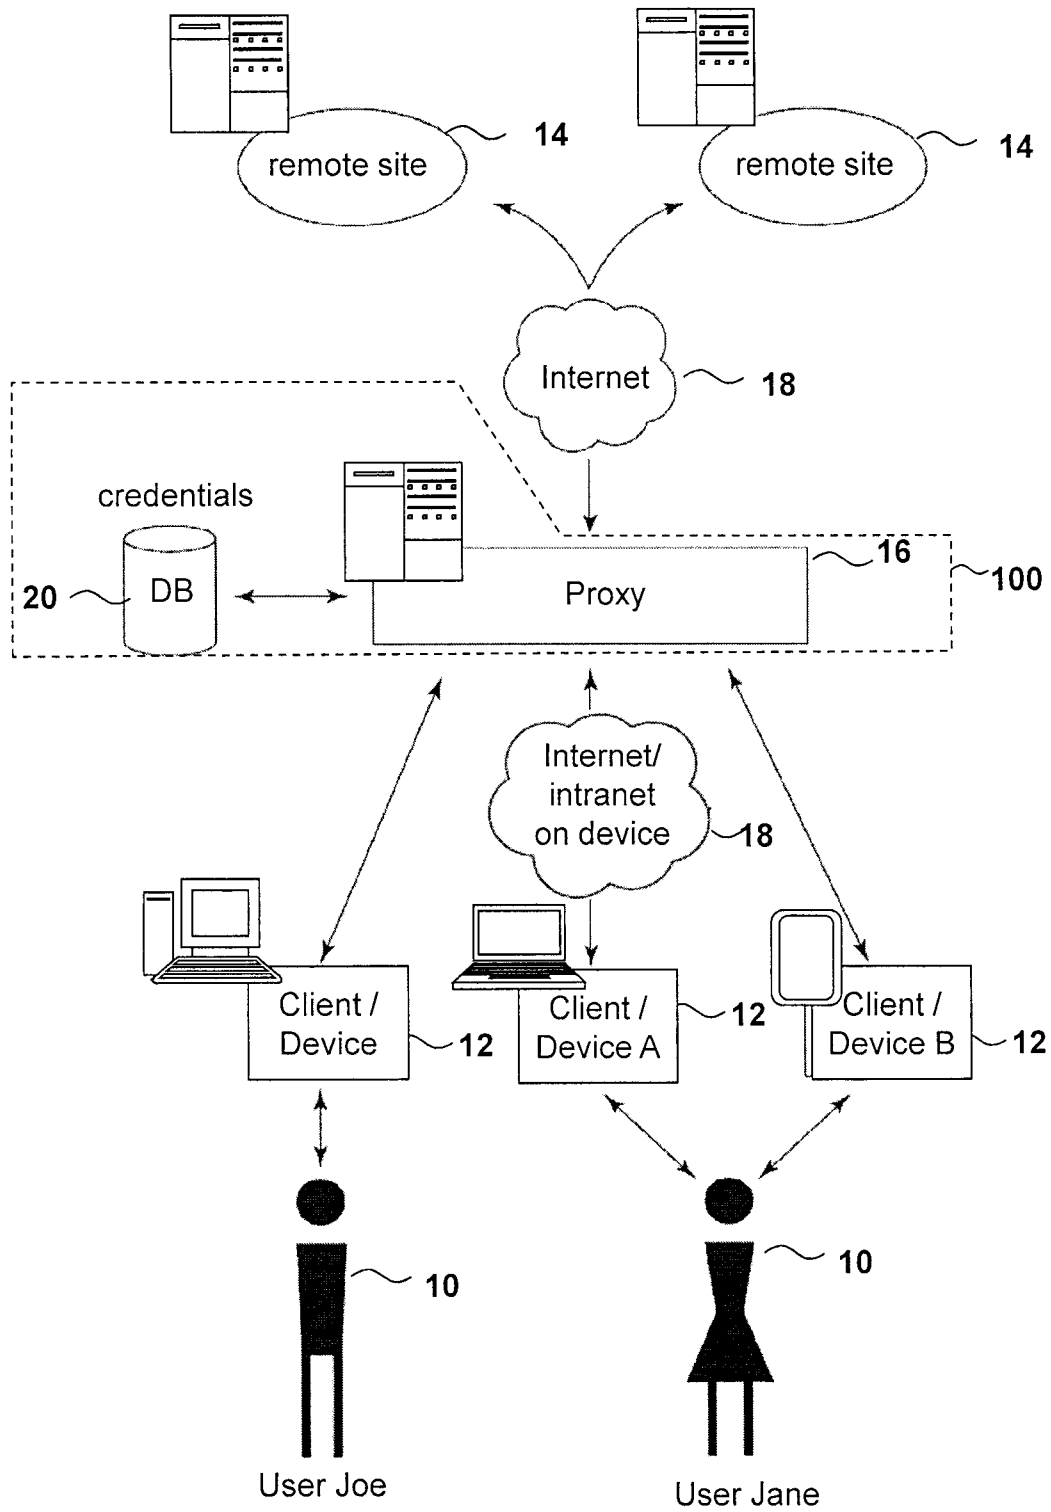 14
remote site
14
remote site
Internet
18
credentials
16
20
DB
Proxy
100
Internet/
intranet
on device
18
Client /
Device
12
Client /
Device A
12
Client /
Device B
12
10
10
User Joe
User Jane